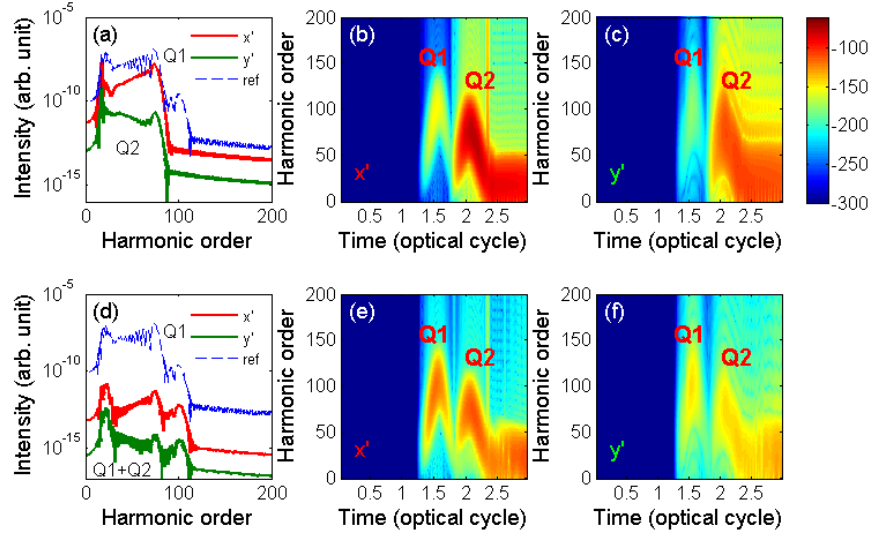 (a)
Q1
x'
y'
ref
Q2
10^-5
10^-10
10^-15
Intensity (arb. unit)
0 100 200
Harmonic order
(b)
Q1
Q2
x'
200
150
100
50
0
Harmonic order
0.5 1 1.5 2 2.5
Time (optical cycle)
(c)
Q1
Q2
y'
200
150
100
50
0
Harmonic order
0.5 1 1.5 2 2.5
Time (optical cycle)
-100
-150
-200
-250
-300
(d)
Q1
x'
y'
ref
Q1+Q2
10^-5
10^-10
10^-15
Intensity (arb. unit)
0 100 200
Harmonic order
(e)
Q1
Q2
x'
200
150
100
50
0
Harmonic order
0.5 1 1.5 2 2.5
Time (optical cycle)
(f)
Q1
Q2
y'
200
150
100
50
0
Harmonic order
0.5 1 1.5 2 2.5
Time (optical cycle)